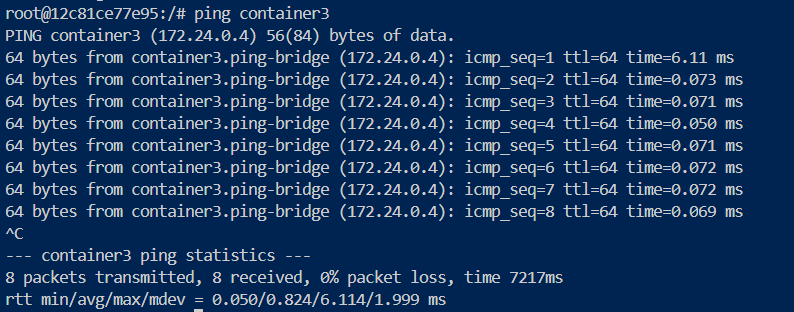 root@12c81ce77e95:/# ping container3
PING container3 (172.24.0.4) 56(84) bytes of data.
64 bytes from container3.ping-bridge (172.24.0.4): icmp_seq=1 ttl=64 time=6.11 ms
64 bytes from container3.ping-bridge (172.24.0.4): icmp_seq=2 ttl=64 time=0.073 ms
64 bytes from container3.ping-bridge (172.24.0.4): icmp_seq=3 ttl=64 time=0.071 ms
64 bytes from container3.ping-bridge (172.24.0.4): icmp_seq=4 ttl=64 time=0.050 ms
64 bytes from container3.ping-bridge (172.24.0.4): icmp_seq=5 ttl=64 time=0.071 ms
64 bytes from container3.ping-bridge (172.24.0.4): icmp_seq=6 ttl=64 time=0.072 ms
64 bytes from container3.ping-bridge (172.24.0.4): icmp_seq=7 ttl=64 time=0.072 ms
64 bytes from container3.ping-bridge (172.24.0.4): icmp_seq=8 ttl=64 time=0.069 ms
^C
--- container3 ping statistics ---
8 packets transmitted, 8 received, 0% packet loss, time 7217ms
rtt min/avg/max/mdev = 0.050/0.824/6.114/1.999 ms